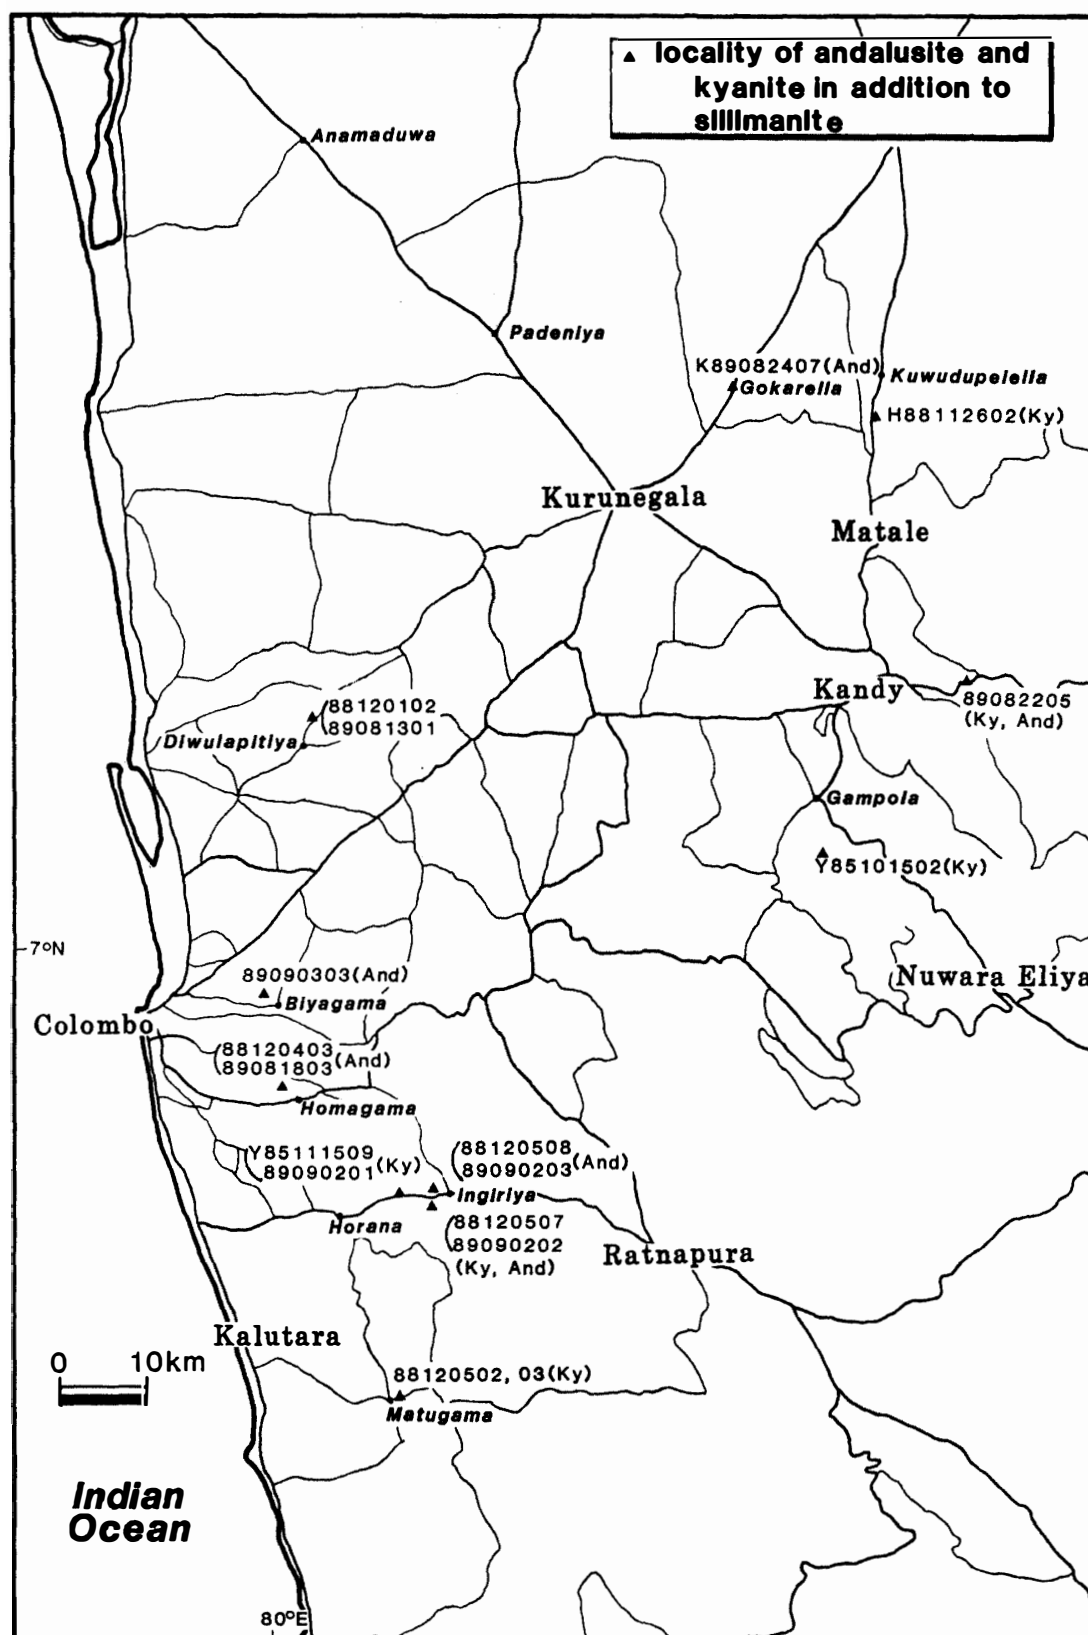 ▲ locality of andalusite and
kyanite in addition to
sillimanite
Anamaduwa
Padeniya
K89082407(And)
Gokarella
Kuwudupelella
H88112602(Ky)
Kurunegala
Matale
Kandy
89082205
(Ky, And)
88120102
89081301
Diwulapitiya
Gampola
Y85101502(Ky)
7°N
Nuwara Eliya
89090303(And)
Biyagama
Colombo
88120403
89081803 (And)
Homagama
Y85111509
89090201 (Ky)
88120508
89090203 (And)
Ingiriya
Horana
88120507
89090202
(Ky, And)
Ratnapura
Kalutara
0 10km
88120502, 03(Ky)
Matugama
Indian
Ocean
80°E